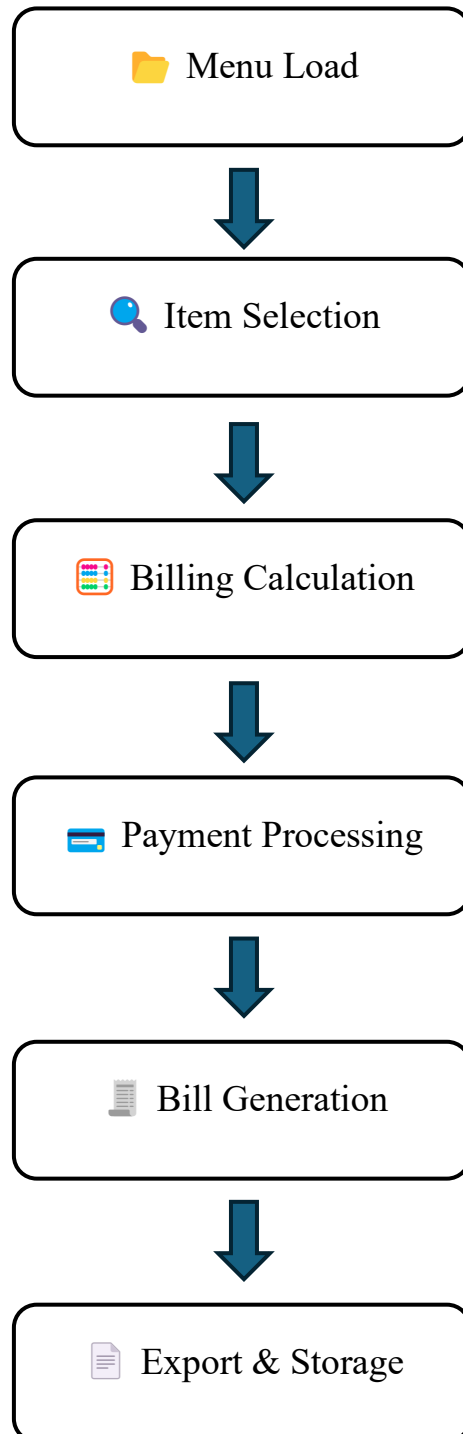 Menu Load
Item Selection
Billing Calculation
Payment Processing
Bill Generation
Export & Storage